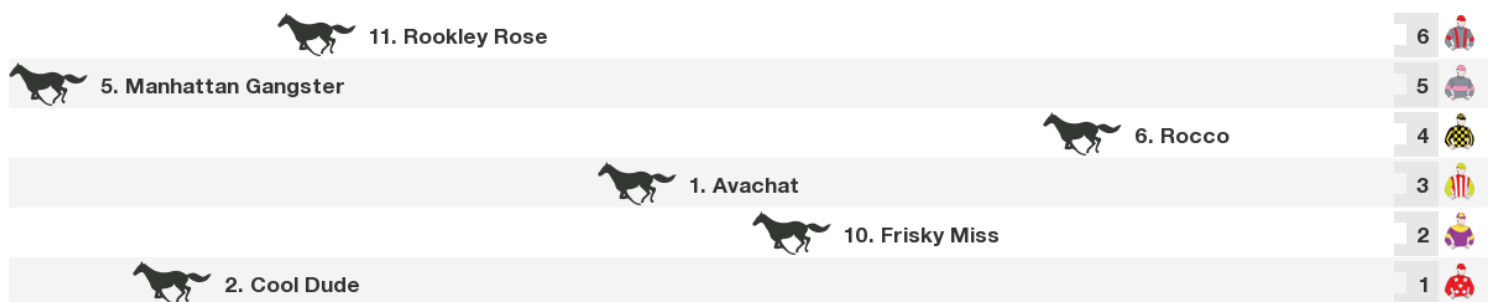 11. Rookley Rose 6
5. Manhattan Gangster 5
6. Rocco 4
1. Avachat 3
10. Frisky Miss 2
2. Cool Dude 1